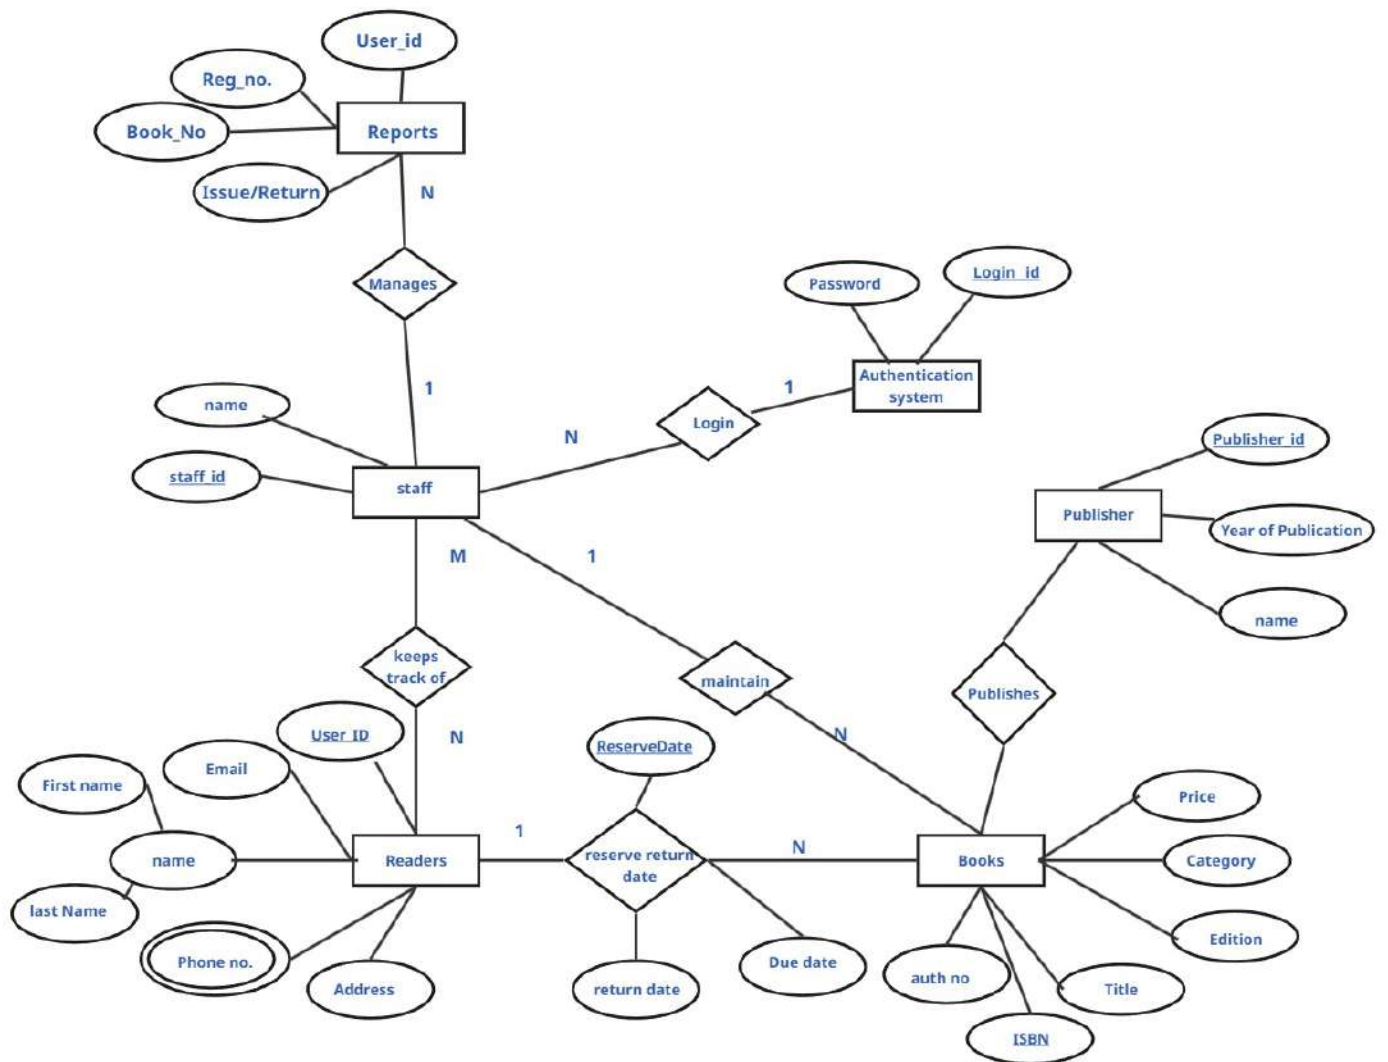 User_id
Reg_no.
Book_No
Reports
Issue/Return
N
Manages
Password
Login_id
1
Authentication
system
1
name
Login
N
Publisher_id
staff_id
staff
Publisher
Year of Publication
M
1
name
keeps
track of
maintain
Publishes
User ID
N
N
ReserveDate
Email
First name
Price
1
N
name
Readers
reserve return
date
Books
Category
last Name
Edition
Phone no.
Address
return date
Due date
auth no
Title
ISBN